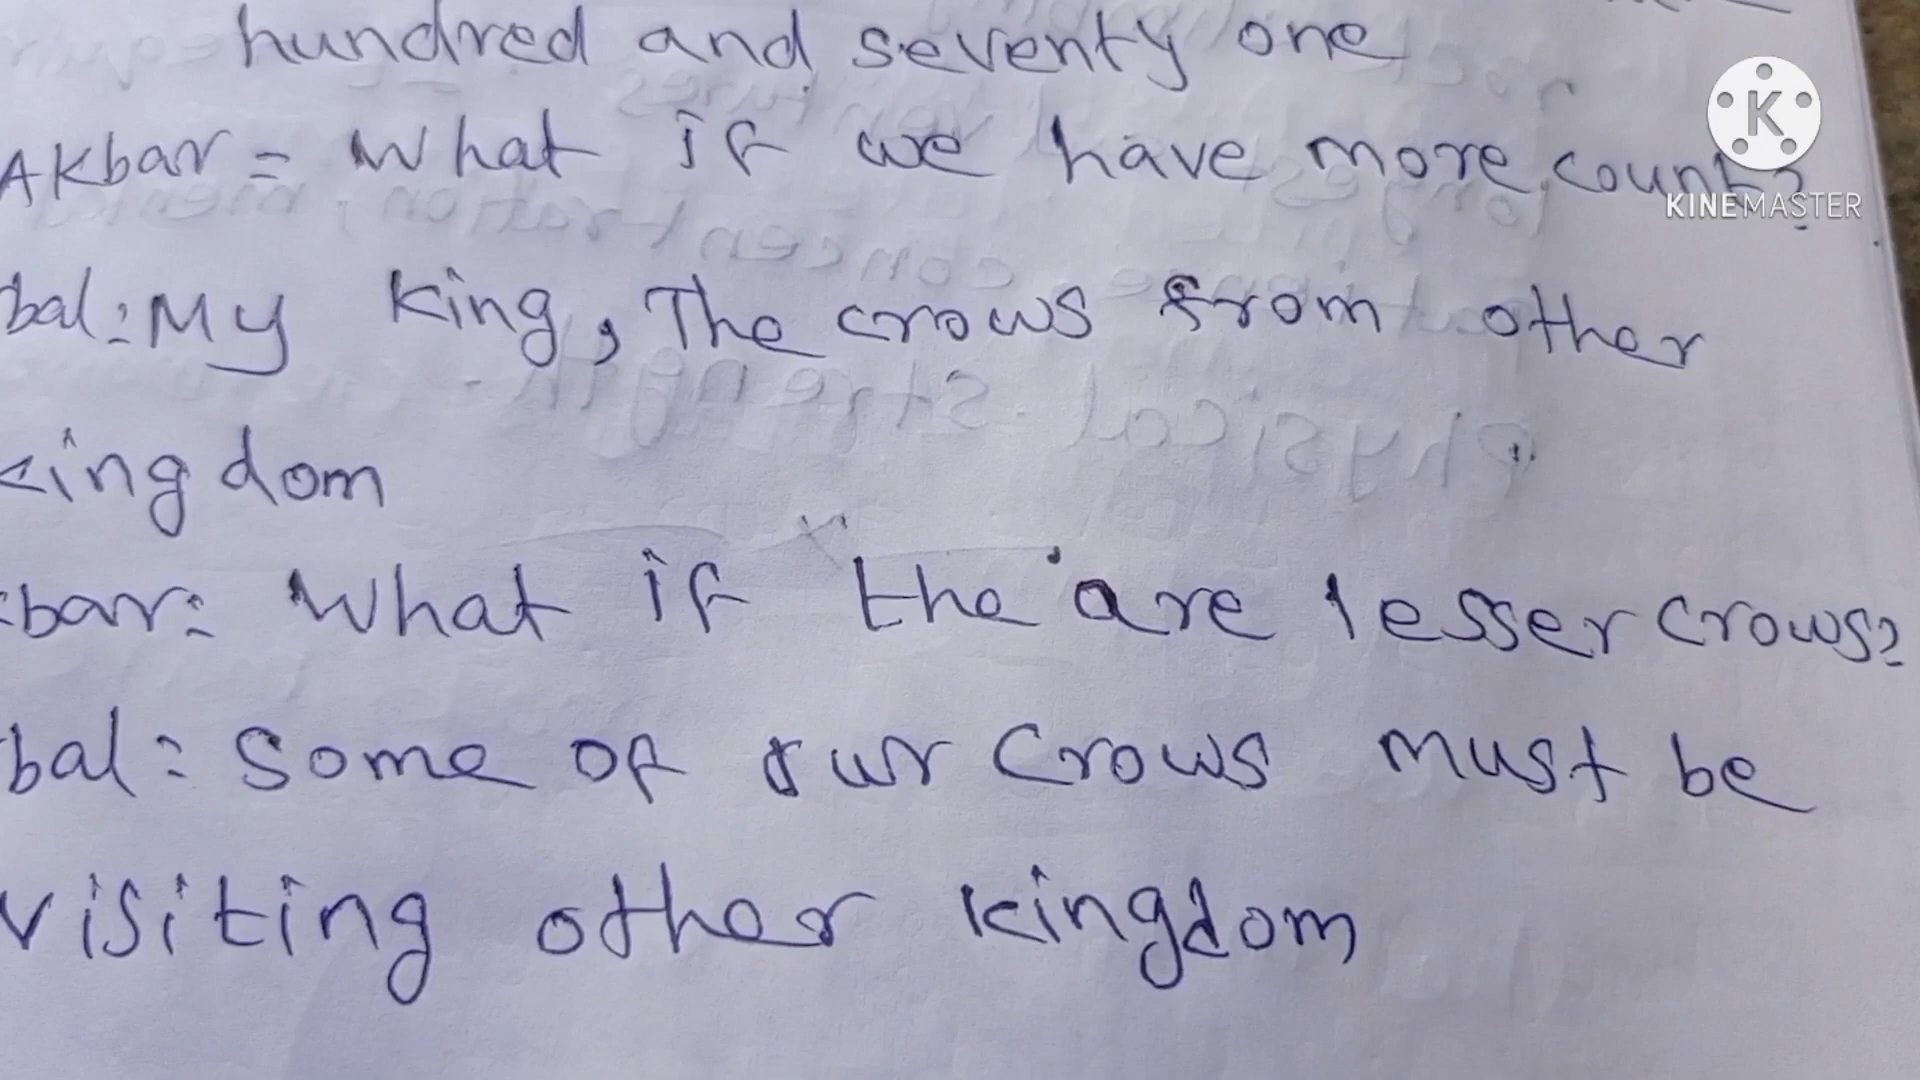 hundred and seventy one
Akbar = What if we have more count?
bal: My king, The crows from other
kingdom
kbar: What if the are lesser crows?
bal: Some of our crows must be
visiting other kingdom
K
KINEMASTER